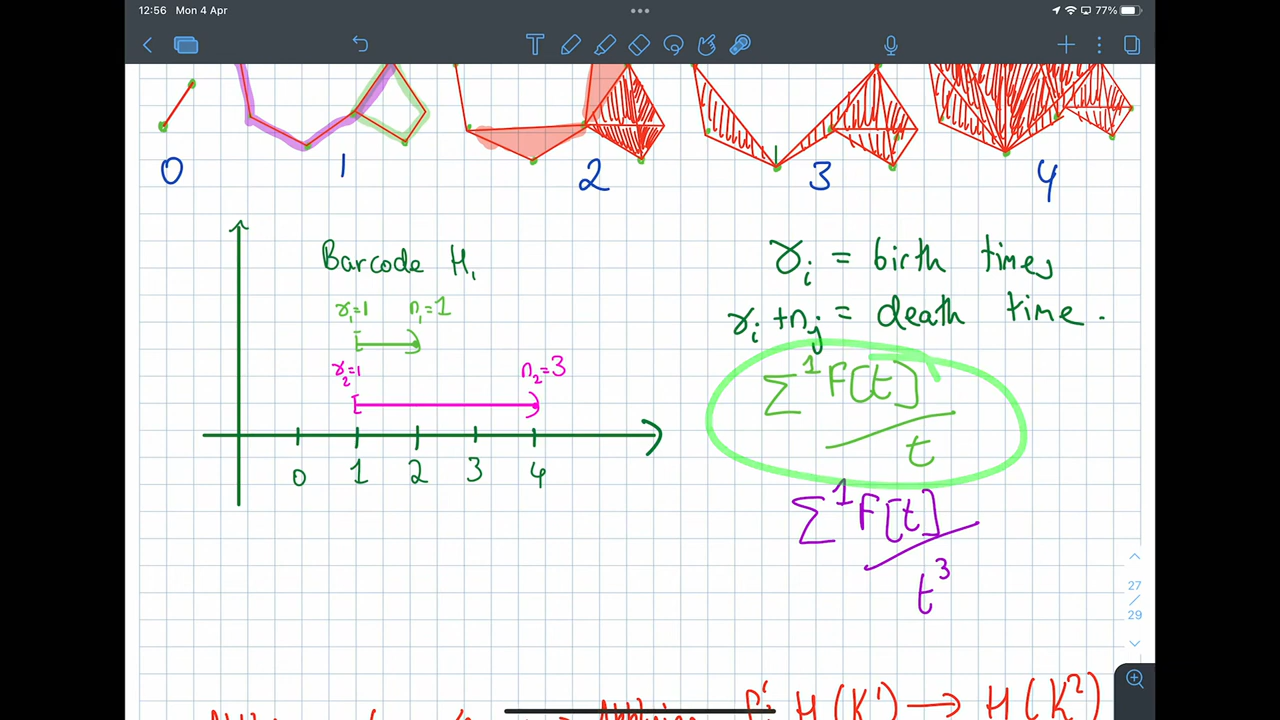 12:56 Mon 4 Apr
77%
T
0 1 2 3 4
Barcode H₁
γ₁=1 n₁=1
γ₂=1 n₂=3
0 1 2 3 4
γᵢ = birth times
γᵢ + nⱼ = death time.
Σ¹F[t]/t
Σ¹F[t]/t³
27
/
29
H(K¹) → H(K²)